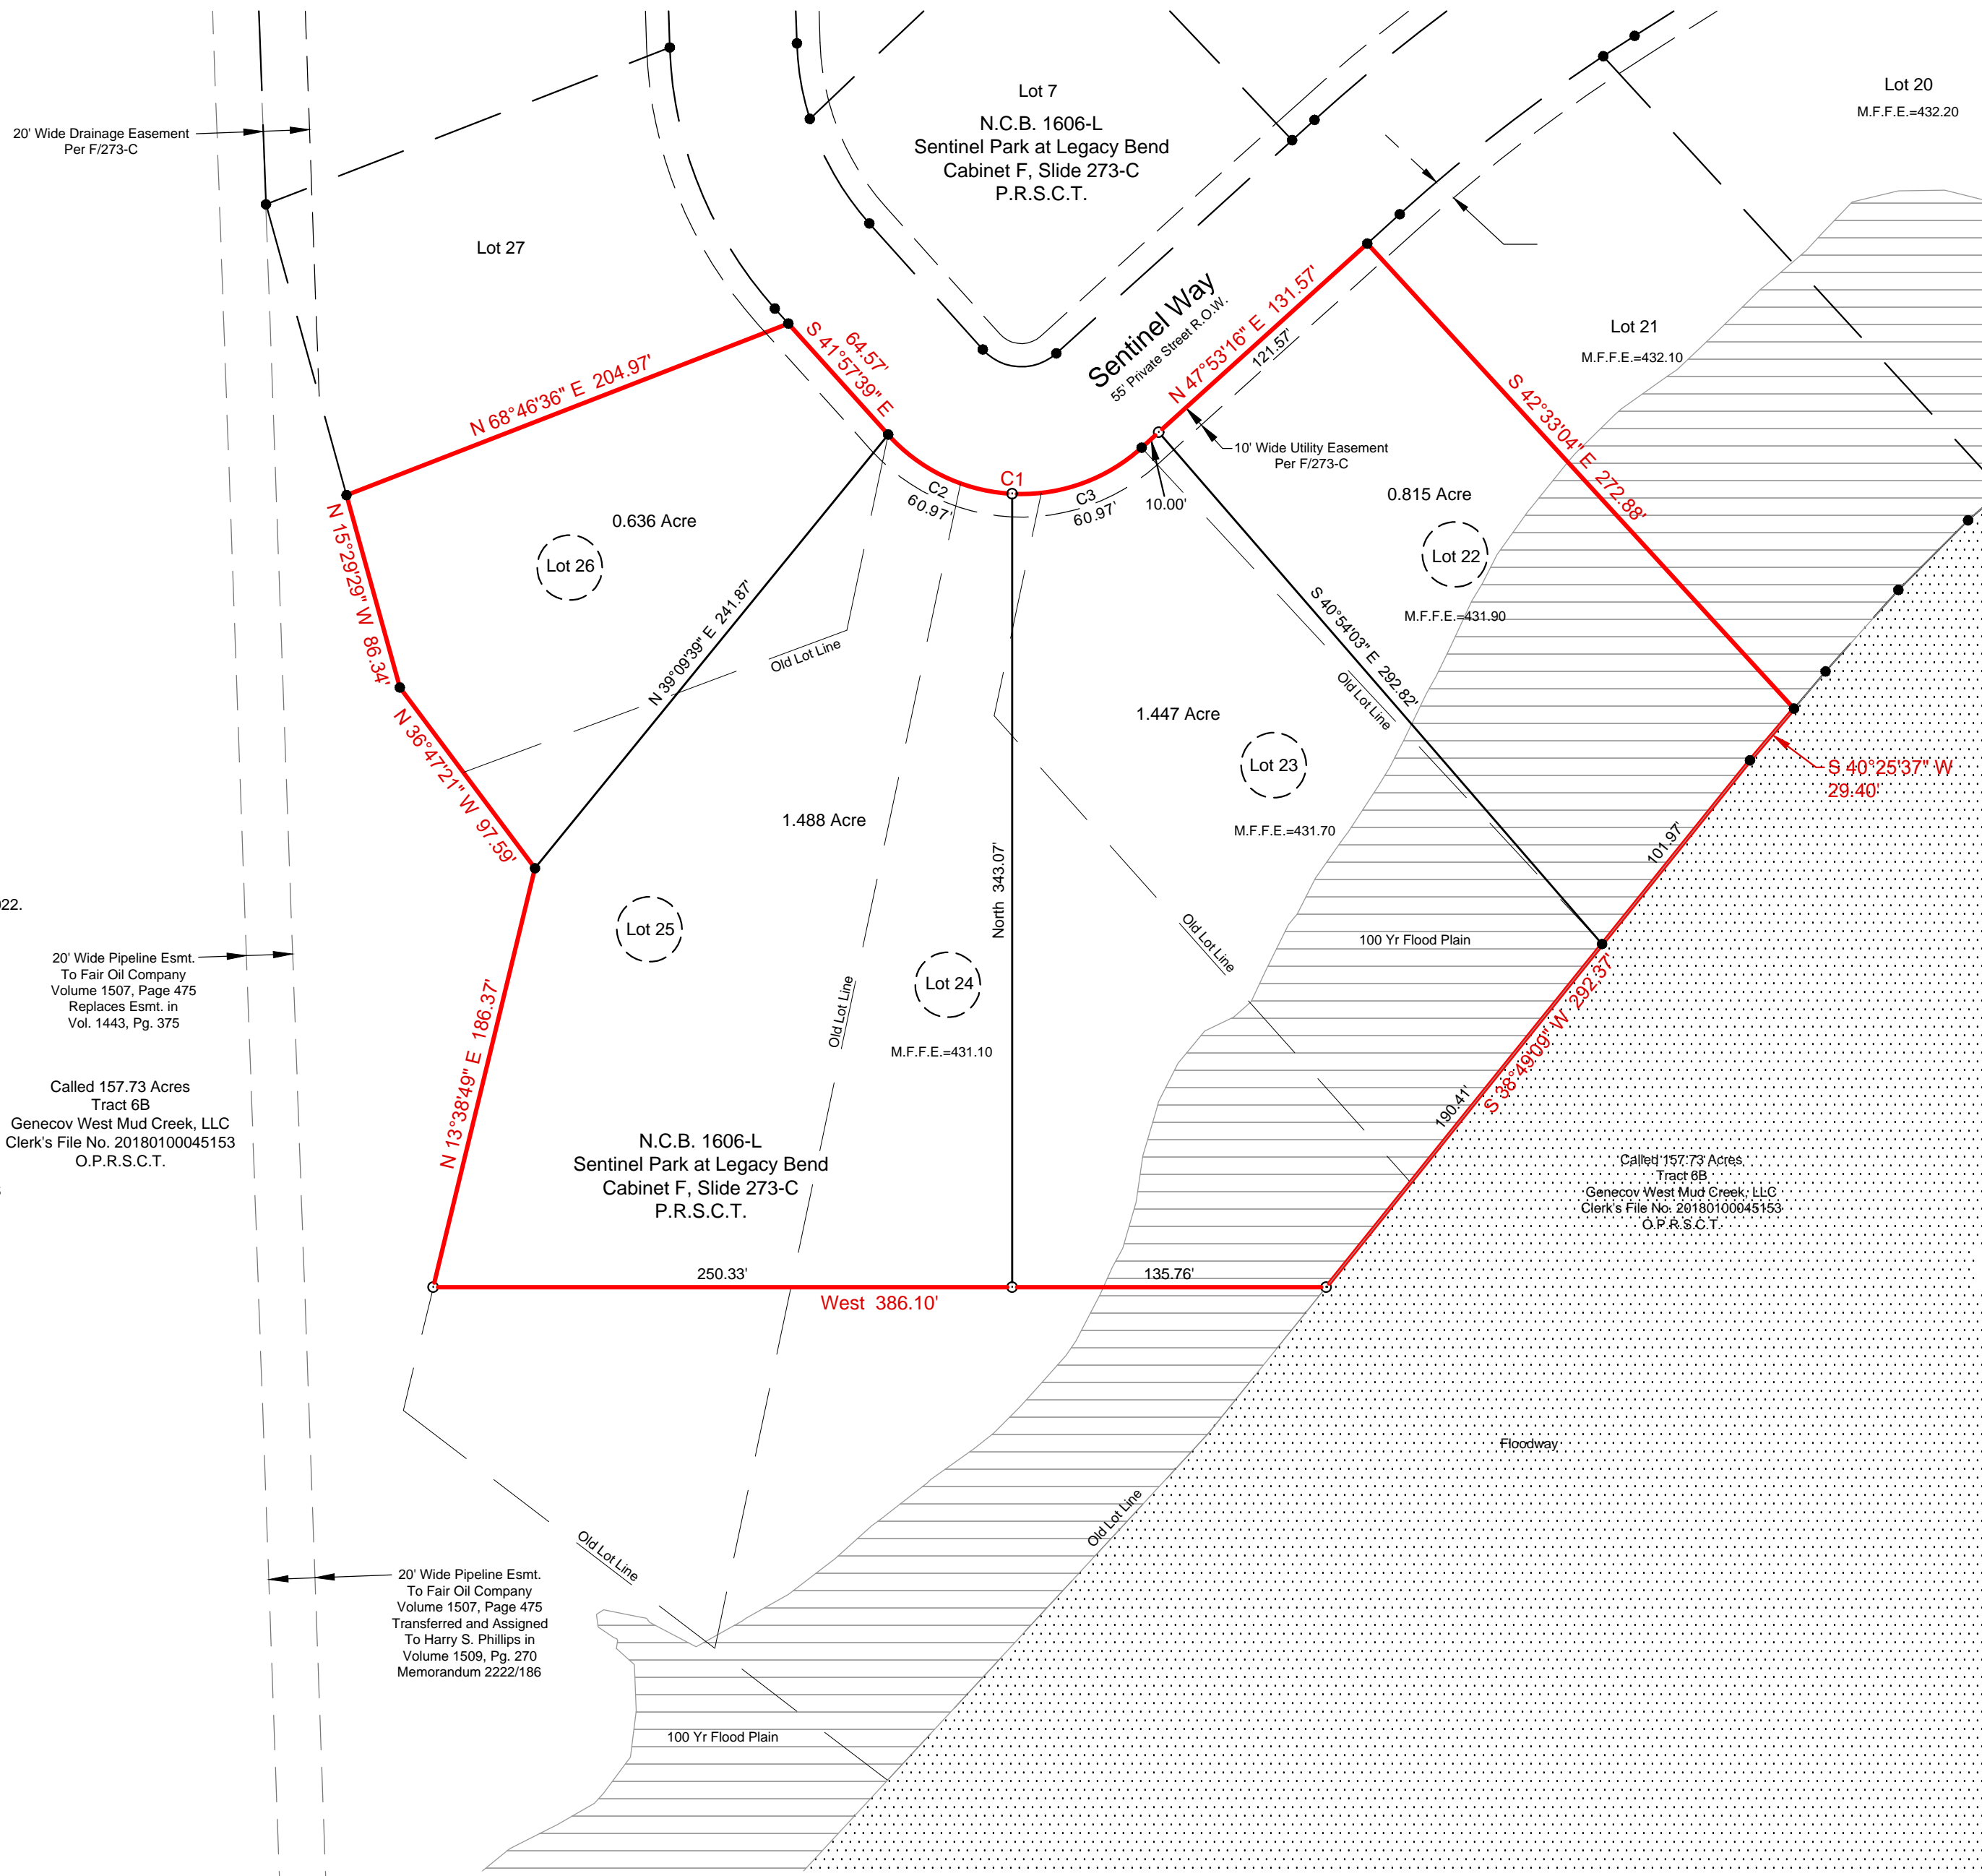 Lot 7
N.C.B. 1606-L
Sentinel Park at Legacy Bend
Cabinet F, Slide 273-C
P.R.S.C.T.
Lot 20
M.F.F.E.=432.20
20' Wide Drainage Easement
Per F/273-C
Lot 27
Sentinel Way
55' Private Street R.O.W.
N 47°53'16" E 131.57'
121.57'
Lot 21
M.F.F.E.=432.10
64.57'
S 41°57'39" E
N 68°46'36" E 204.97'
S 42°33'04" E 272.88'
10' Wide Utility Easement
Per F/273-C
C1
C2
60.97'
C3
60.97'
10.00'
0.815 Acre
Lot 22
M.F.F.E.=431.90
N 15°29'29" W 86.34'
0.636 Acre
Lot 26
N 39°09'39" E 241.87'
Old Lot Line
S 40°54'03" E 292.82'
Old Lot Line
N 36°47'21" W 97.59'
1.447 Acre
Lot 23
M.F.F.E.=431.70
S 40°25'37" W
29.40'
101.97'
1.488 Acre
Lot 25
North 343.07'
Old Lot Line
Old Lot Line
Lot 24
M.F.F.E.=431.10
100 Yr Flood Plain
S 38°49'09" W 292.37'
190.41'
022.
20' Wide Pipeline Esmt.
To Fair Oil Company
Volume 1507, Page 475
Replaces Esmt. in
Vol. 1443, Pg. 375
Called 157.73 Acres
Tract 6B
Genecov West Mud Creek, LLC
Clerk's File No. 20180100045153
O.P.R.S.C.T.
N 13°38'49" E 186.37'
N.C.B. 1606-L
Sentinel Park at Legacy Bend
Cabinet F, Slide 273-C
P.R.S.C.T.
Called 157.73 Acres
Tract 6B
Genecov West Mud Creek, LLC
Clerk's File No. 20180100045153
O.P.R.S.C.T.
250.33'
135.76'
West 386.10'
Floodway
Old Lot Line
Old Lot Line
20' Wide Pipeline Esmt.
To Fair Oil Company
Volume 1507, Page 475
Transferred and Assigned
To Harry S. Phillips in
Volume 1509, Pg. 270
Memorandum 2222/186
100 Yr Flood Plain